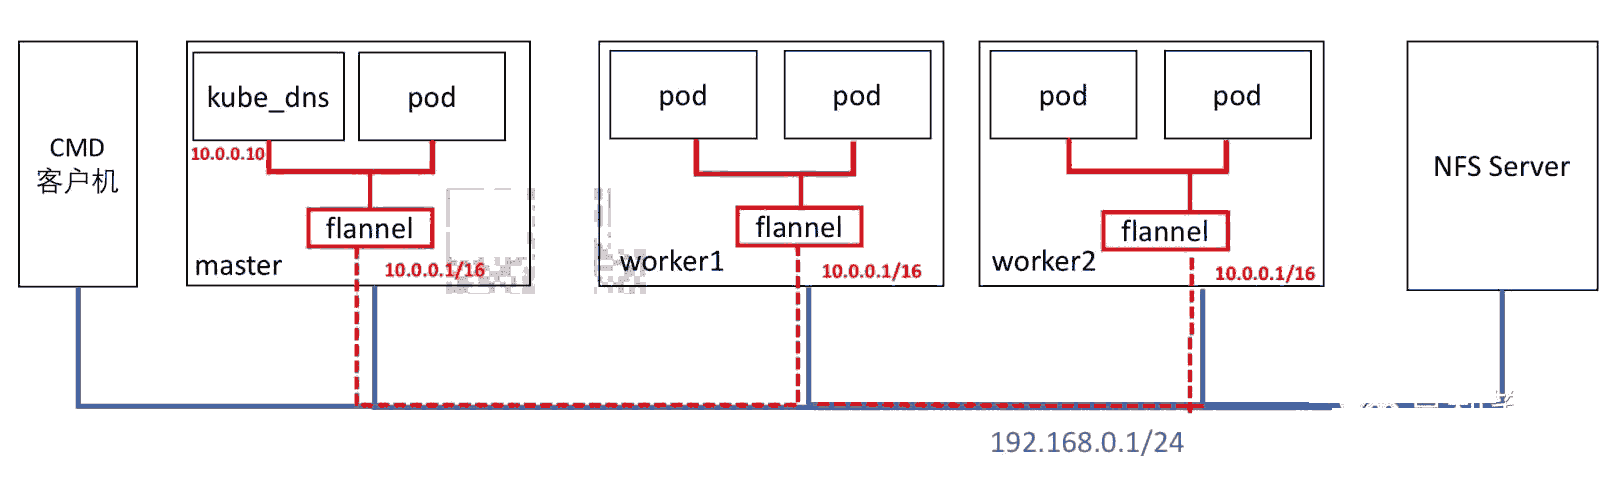 CMD
客户机
kube_dns
pod
10.0.0.10
flannel
master
10.0.0.1/16
pod
pod
flannel
worker1
10.0.0.1/16
pod
pod
flannel
worker2
10.0.0.1/16
NFS Server
192.168.0.1/24